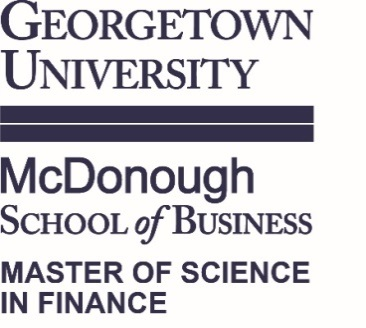 GEORGETOWN
UNIVERSITY
McDonough
SCHOOL of BUSINESS
MASTER OF SCIENCE
IN FINANCE